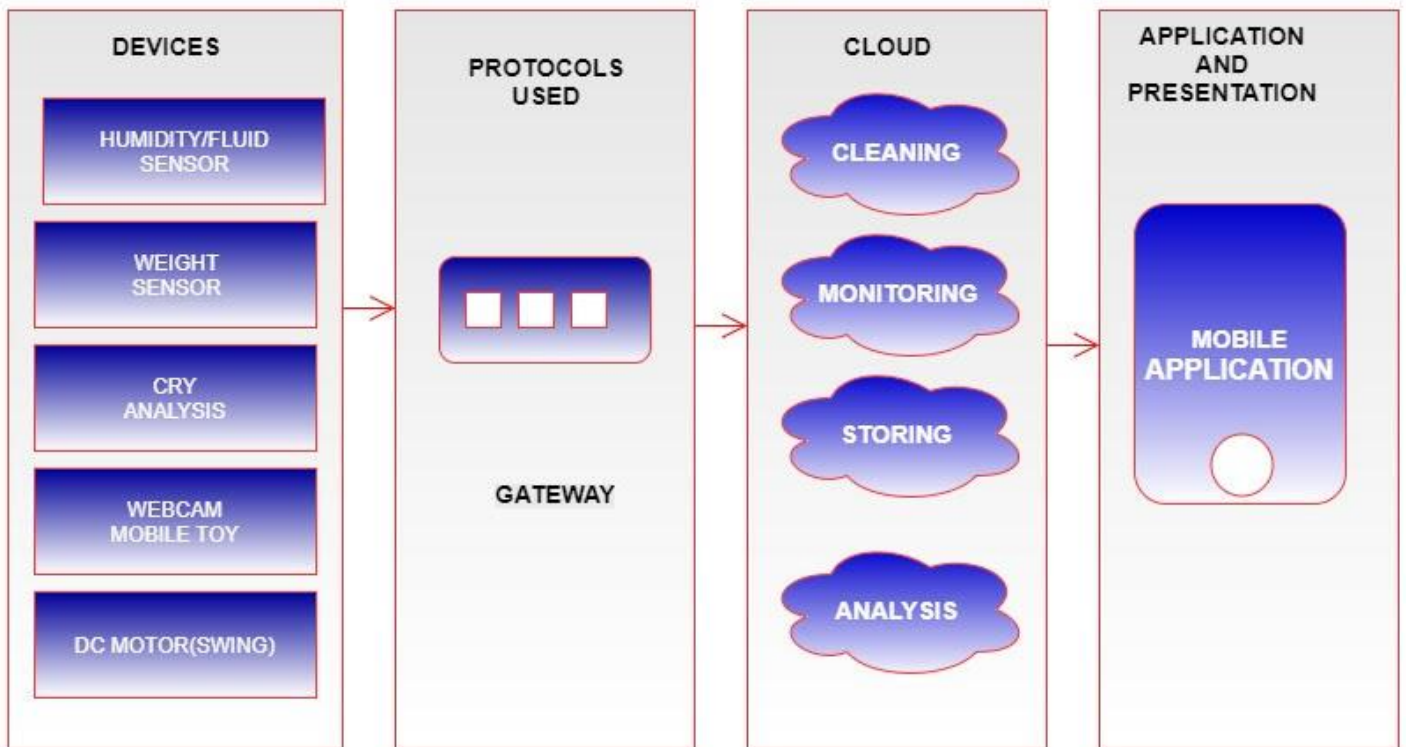 DEVICES
HUMIDITY/FLUID
SENSOR
WEIGHT
SENSOR
CRY
ANALYSIS
WEBCAM
MOBILE TOY
DC MOTOR(SWING)
PROTOCOLS
USED
GATEWAY
CLOUD
CLEANING
MONITORING
STORING
ANALYSIS
APPLICATION
AND
PRESENTATION
MOBILE
APPLICATION